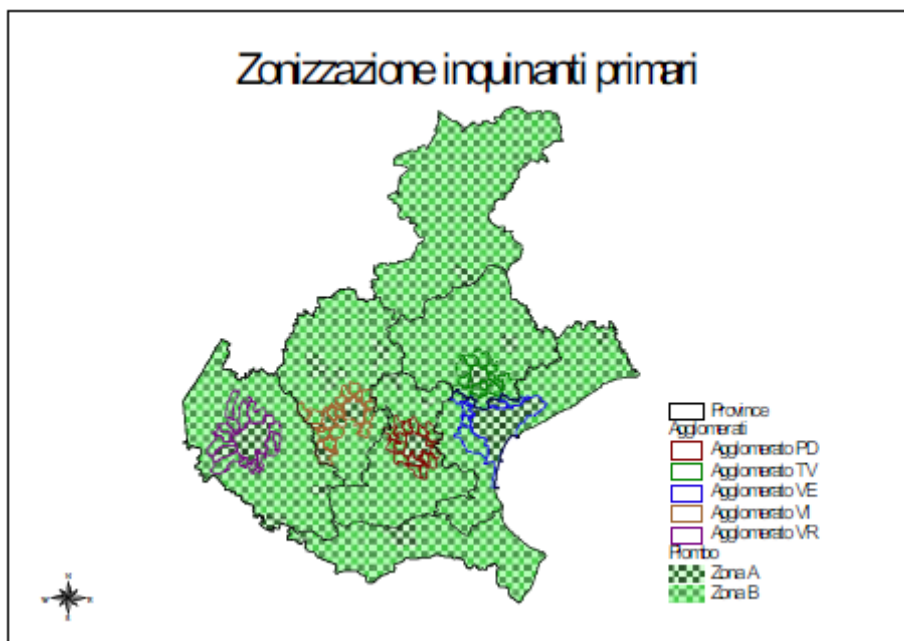 Zonizzazione inquinanti primari
Province
Agglomerati
Agglomerato PD
Agglomerato TV
Agglomerato VE
Agglomerato VI
Agglomerato VR
Piombo
Zona A
Zona B
N
W
S